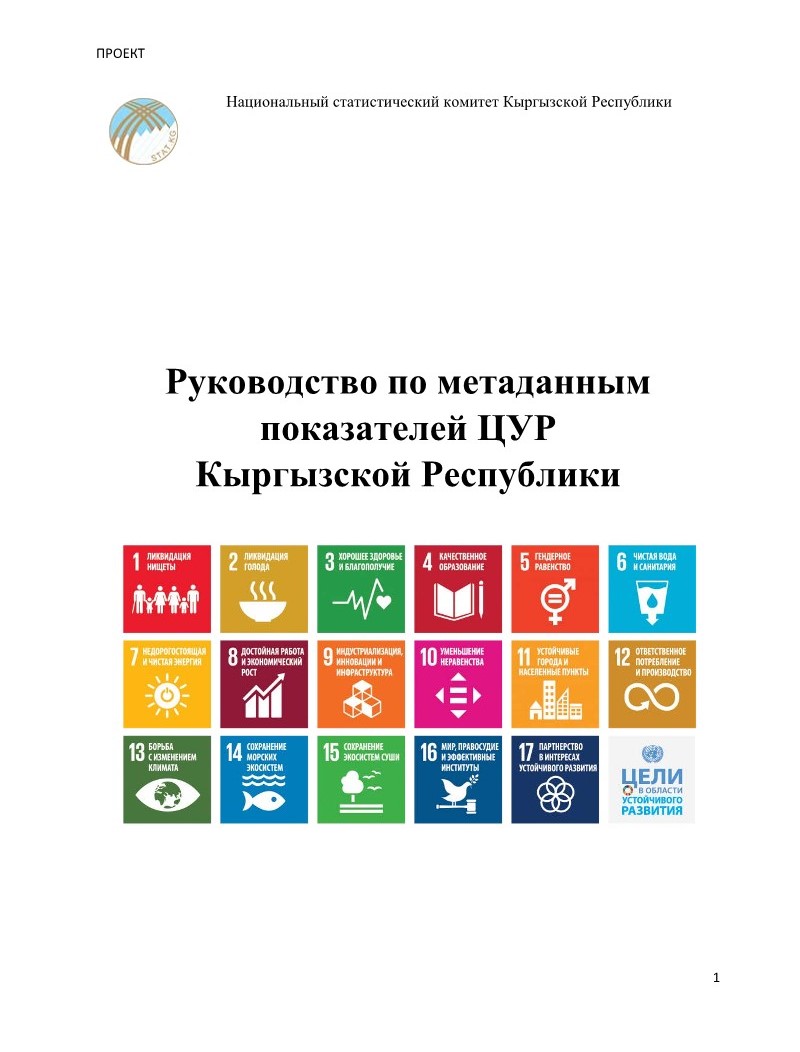 ПРОЕКТ
Национальный статистический комитет Кыргызской Республики
STAT KG
Руководство по метаданным
показателей ЦУР
Кыргызской Республики
1 ЛИКВИДАЦИЯ
НИЩЕТЫ
2 ЛИКВИДАЦИЯ
ГОЛОДА
3 ХОРОШЕЕ ЗДОРОВЬЕ
И БЛАГОПОЛУЧИЕ
4 КАЧЕСТВЕННОЕ
ОБРАЗОВАНИЕ
5 ГЕНДЕРНОЕ
РАВЕНСТВО
6 ЧИСТАЯ ВОДА
И САНИТАРИЯ
7 НЕДОРОГОСТОЯЩАЯ
И ЧИСТАЯ ЭНЕРГИЯ
8 ДОСТОЙНАЯ РАБОТА
И ЭКОНОМИЧЕСКИЙ
РОСТ
9 ИНДУСТРИАЛИЗАЦИЯ,
ИННОВАЦИИ И
ИНФРАСТРУКТУРА
10 УМЕНЬШЕНИЕ
НЕРАВЕНСТВА
11 УСТОЙЧИВЫЕ
ГОРОДА И
НАСЕЛЕННЫЕ ПУНКТЫ
12 ОТВЕТСТВЕННОЕ
ПОТРЕБЛЕНИЕ
И ПРОИЗВОДСТВО
13 БОРЬБА
С ИЗМЕНЕНИЕМ
КЛИМАТА
14 СОХРАНЕНИЕ
МОРСКИХ
ЭКОСИСТЕМ
15 СОХРАНЕНИЕ
ЭКОСИСТЕМ СУШИ
16 МИР, ПРАВОСУДИЕ
И ЭФФЕКТИВНЫЕ
ИНСТИТУТЫ
17 ПАРТНЕРСТВО
В ИНТЕРЕСАХ
УСТОЙЧИВОГО РАЗВИТИЯ
ЦЕЛИ
В ОБЛАСТИ
УСТОЙЧИВОГО
РАЗВИТИЯ
1